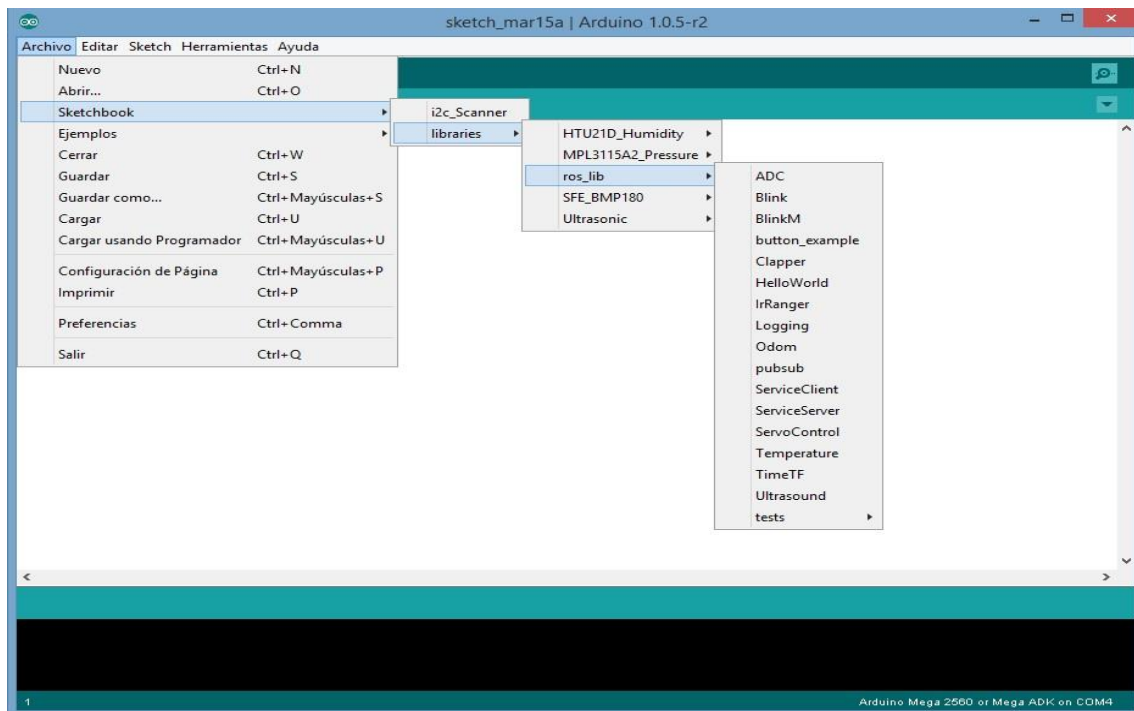 sketch_mar15a | Arduino 1.0.5-r2
Archivo Editar Sketch Herramientas Ayuda
Nuevo Ctrl+N
Abrir... Ctrl+O
Sketchbook
Ejemplos
Cerrar Ctrl+W
Guardar Ctrl+S
Guardar como... Ctrl+Mayúsculas+S
Cargar Ctrl+U
Cargar usando Programador Ctrl+Mayúsculas+U
Configuración de Página Ctrl+Mayúsculas+P
Imprimir Ctrl+P
Preferencias Ctrl+Comma
Salir Ctrl+Q
i2c_Scanner
libraries
HTU21D_Humidity
MPL3115A2_Pressure
ros_lib
SFE_BMP180
Ultrasonic
ADC
Blink
BlinkM
button_example
Clapper
HelloWorld
IrRanger
Logging
Odom
pubsub
ServiceClient
ServiceServer
ServoControl
Temperature
TimeTF
Ultrasound
tests
1
Arduino Mega 2560 or Mega ADK on COM4